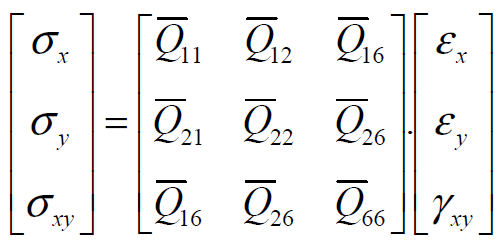 σx = Q̅11 Q̅12 Q̅16 . εx
σy = Q̅21 Q̅22 Q̅26 . εy
σxy = Q̅16 Q̅26 Q̅66 . γxy